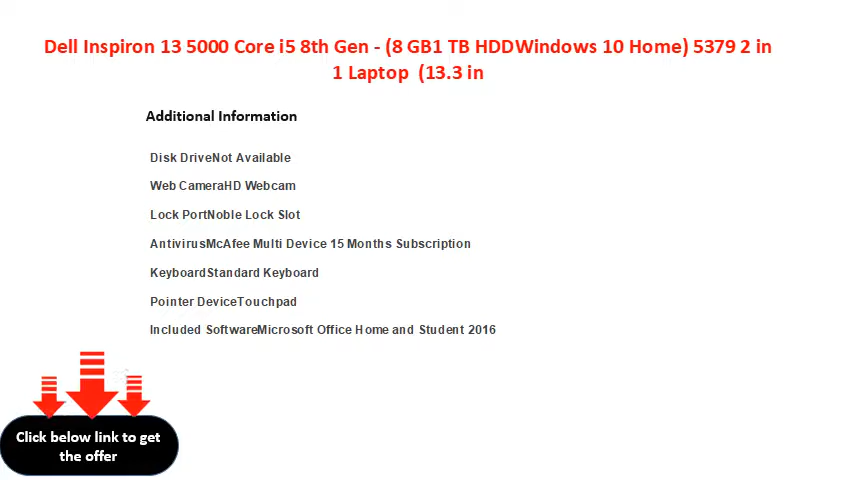 Dell Inspiron 13 5000 Core i5 8th Gen - (8 GB1 TB HDDWindows 10 Home) 5379 2 in
1 Laptop (13.3 in
Additional Information
Disk DriveNot Available
Web CameraHD Webcam
Lock PortNoble Lock Slot
AntivirusMcAfee Multi Device 15 Months Subscription
KeyboardStandard Keyboard
Pointer DeviceTouchpad
Included SoftwareMicrosoft Office Home and Student 2016
Click below link to get
the offer